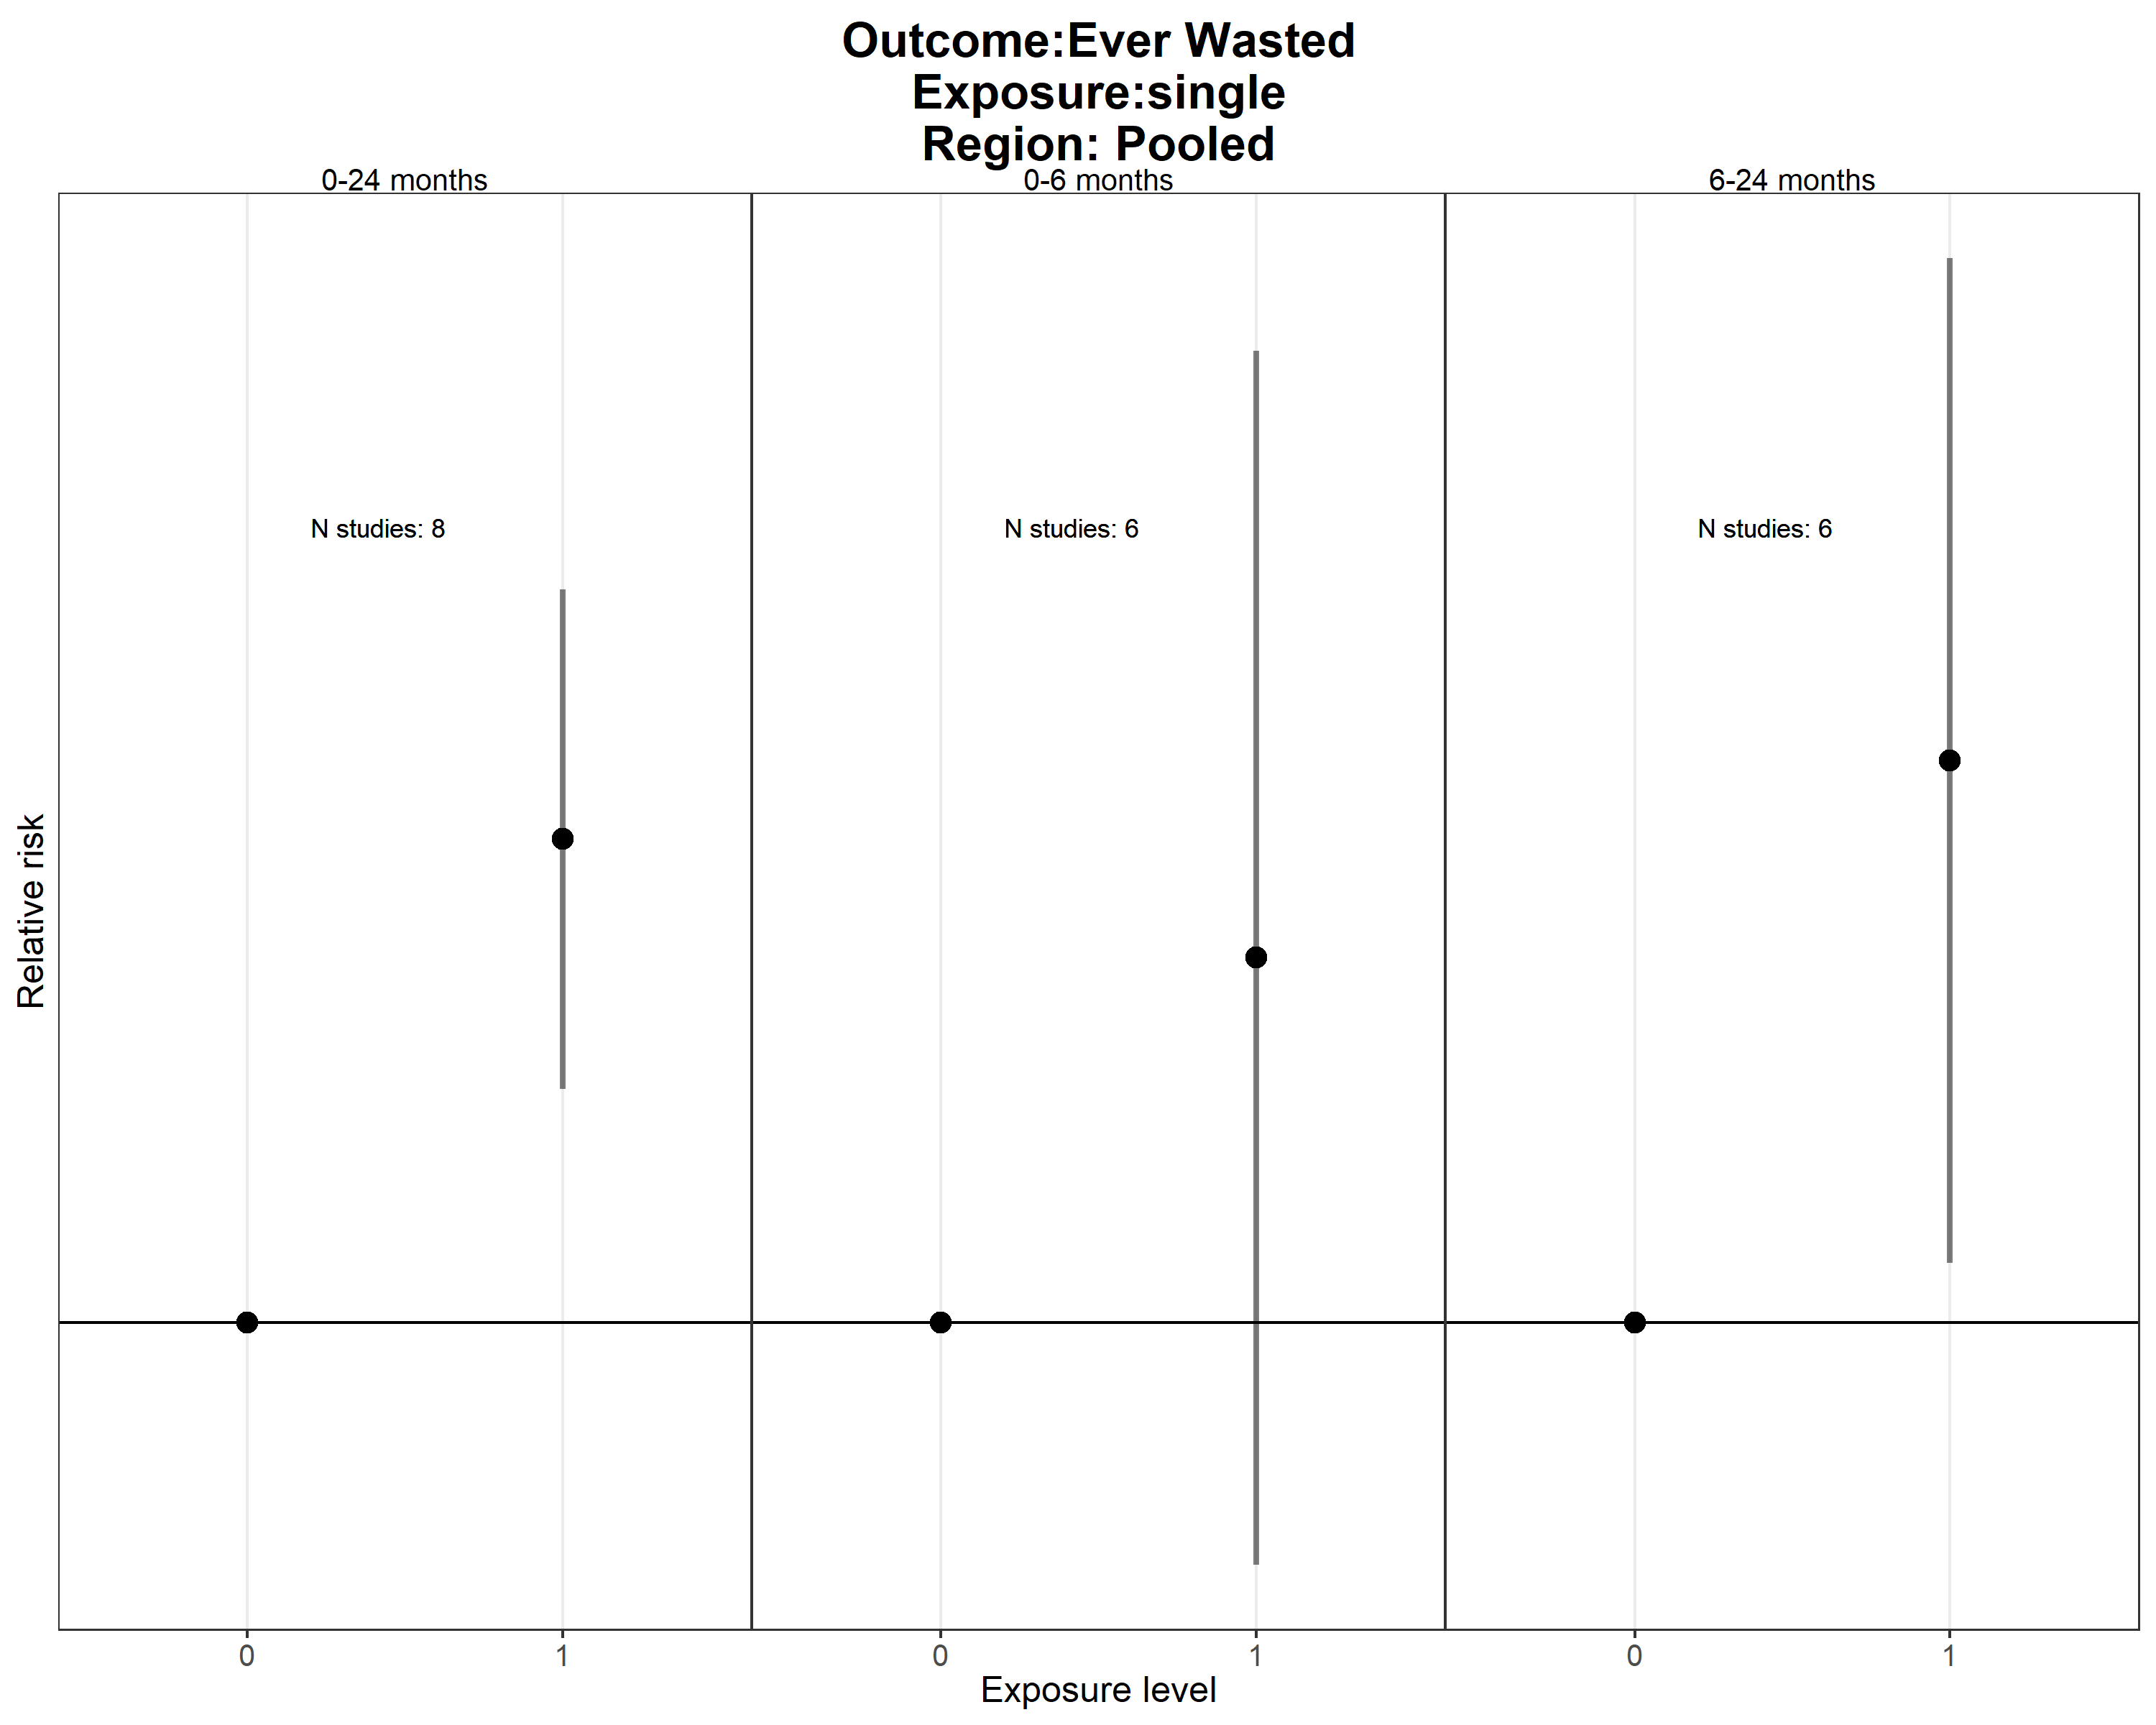 Outcome:Ever Wasted
Exposure:single
Region: Pooled
0-24 months
0-6 months
6-24 months
N studies: 8
N studies: 6
N studies: 6
Relative risk
0
1
0
1
0
1
Exposure level